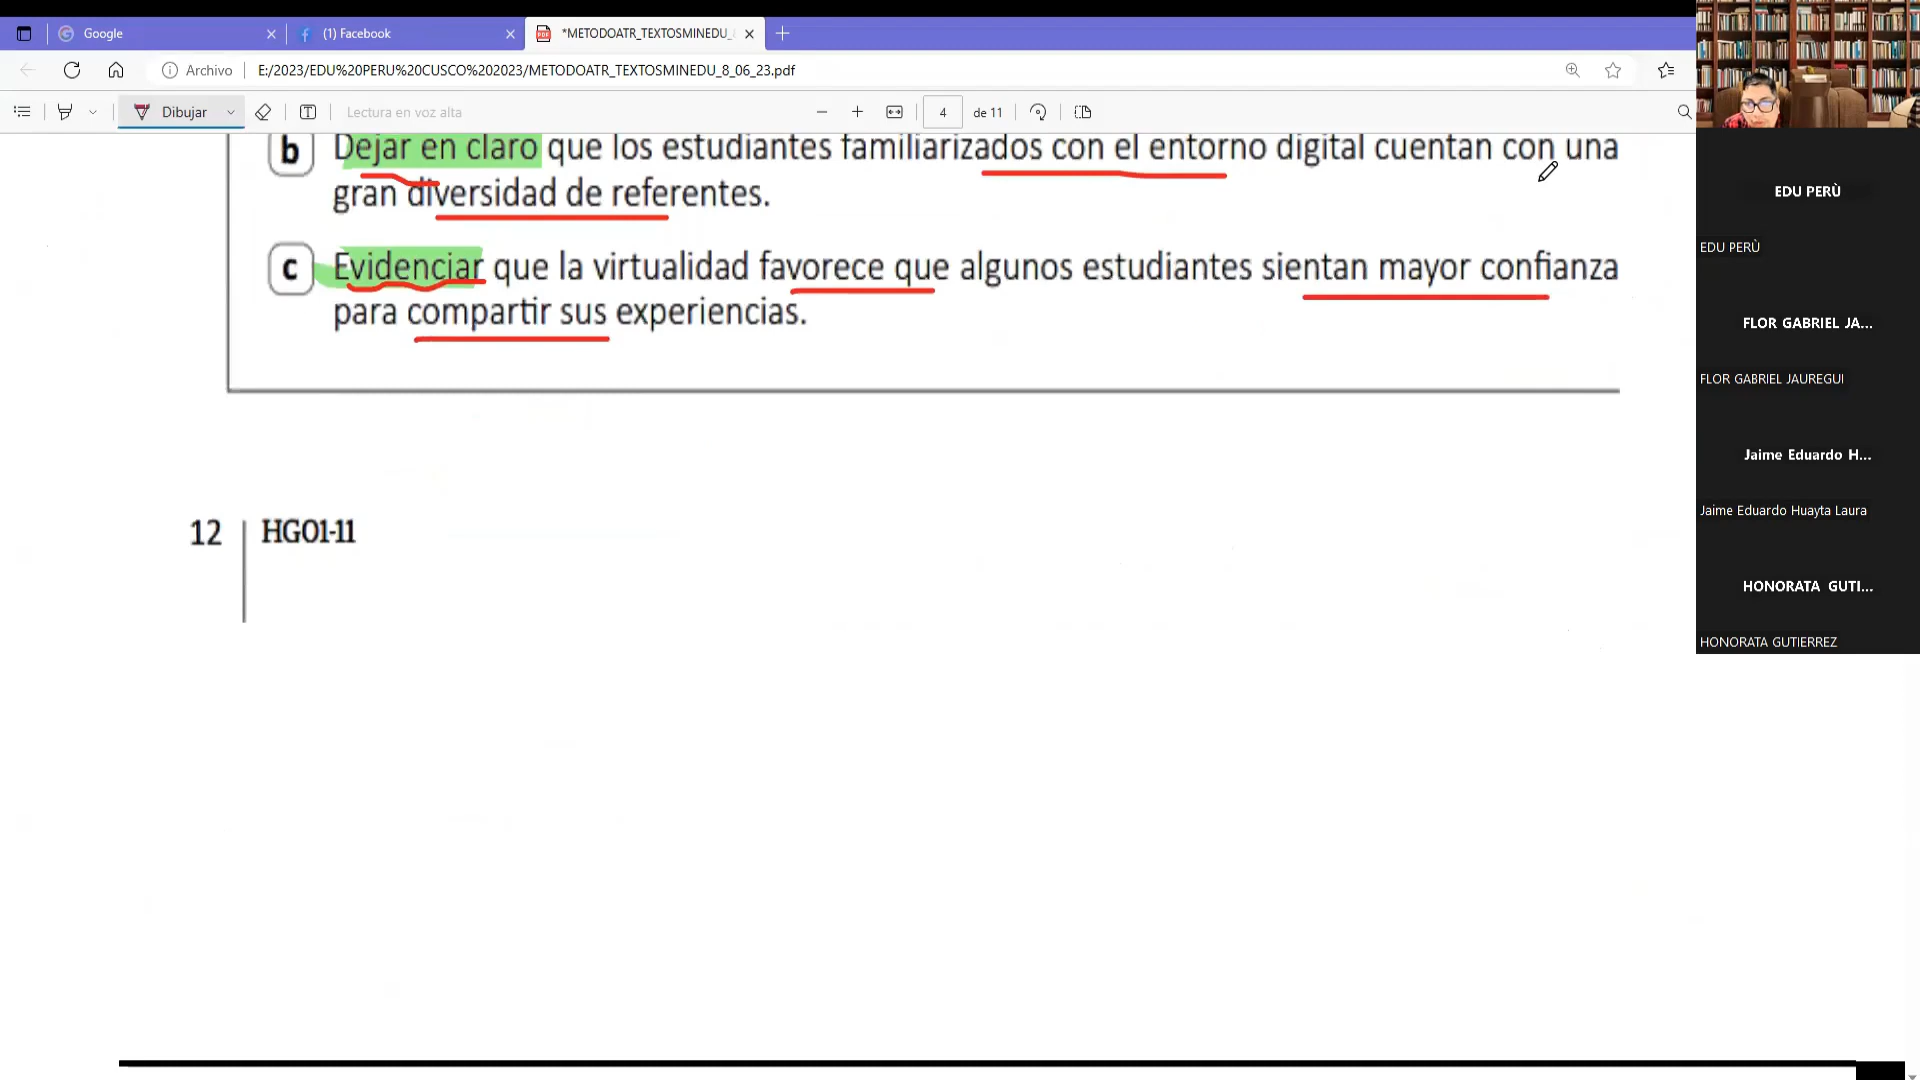 Google
(1) Facebook
*METODOATR_TEXTOSMINEDU_
Archivo
E:/2023/EDU%20PERU%20CUSCO%202023/METODOATR_TEXTOSMINEDU_8_06_23.pdf
Dibujar
Lectura en voz alta
4
de 11
b Dejar en claro que los estudiantes familiarizados con el entorno digital cuentan con una
gran diversidad de referentes.
c Evidenciar que la virtualidad favorece que algunos estudiantes sientan mayor confianza
para compartir sus experiencias.
12 HG01-11
EDU PERÙ
EDU PERÙ
FLOR GABRIEL JA...
FLOR GABRIEL JAUREGUI
Jaime Eduardo H...
Jaime Eduardo Huayta Laura
HONORATA GUTI...
HONORATA GUTIERREZ